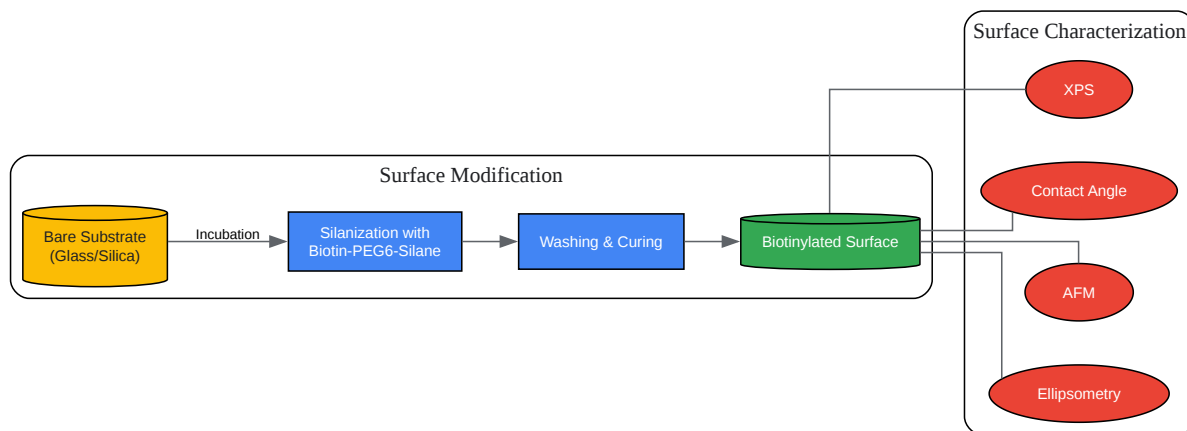 Surface Modification
Bare Substrate
(Glass/Silica)
Incubation
Silanization with
Biotin-PEG6-Silane
Washing & Curing
Biotinylated Surface
Surface Characterization
XPS
Contact Angle
AFM
Ellipsometry